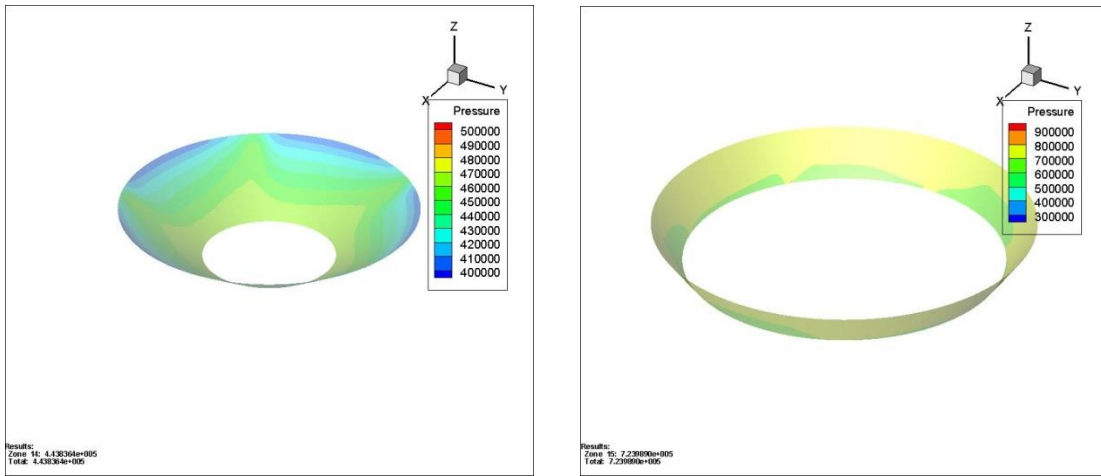 Z
Y
X
Pressure
500000
490000
480000
470000
460000
450000
440000
430000
420000
410000
400000
Results:
Zone 14: 4.438364e+005
Total: 4.438364e+005
Z
Y
X
Pressure
900000
800000
700000
600000
500000
400000
300000
Results:
Zone 15: 7.239890e+005
Total: 7.239890e+005